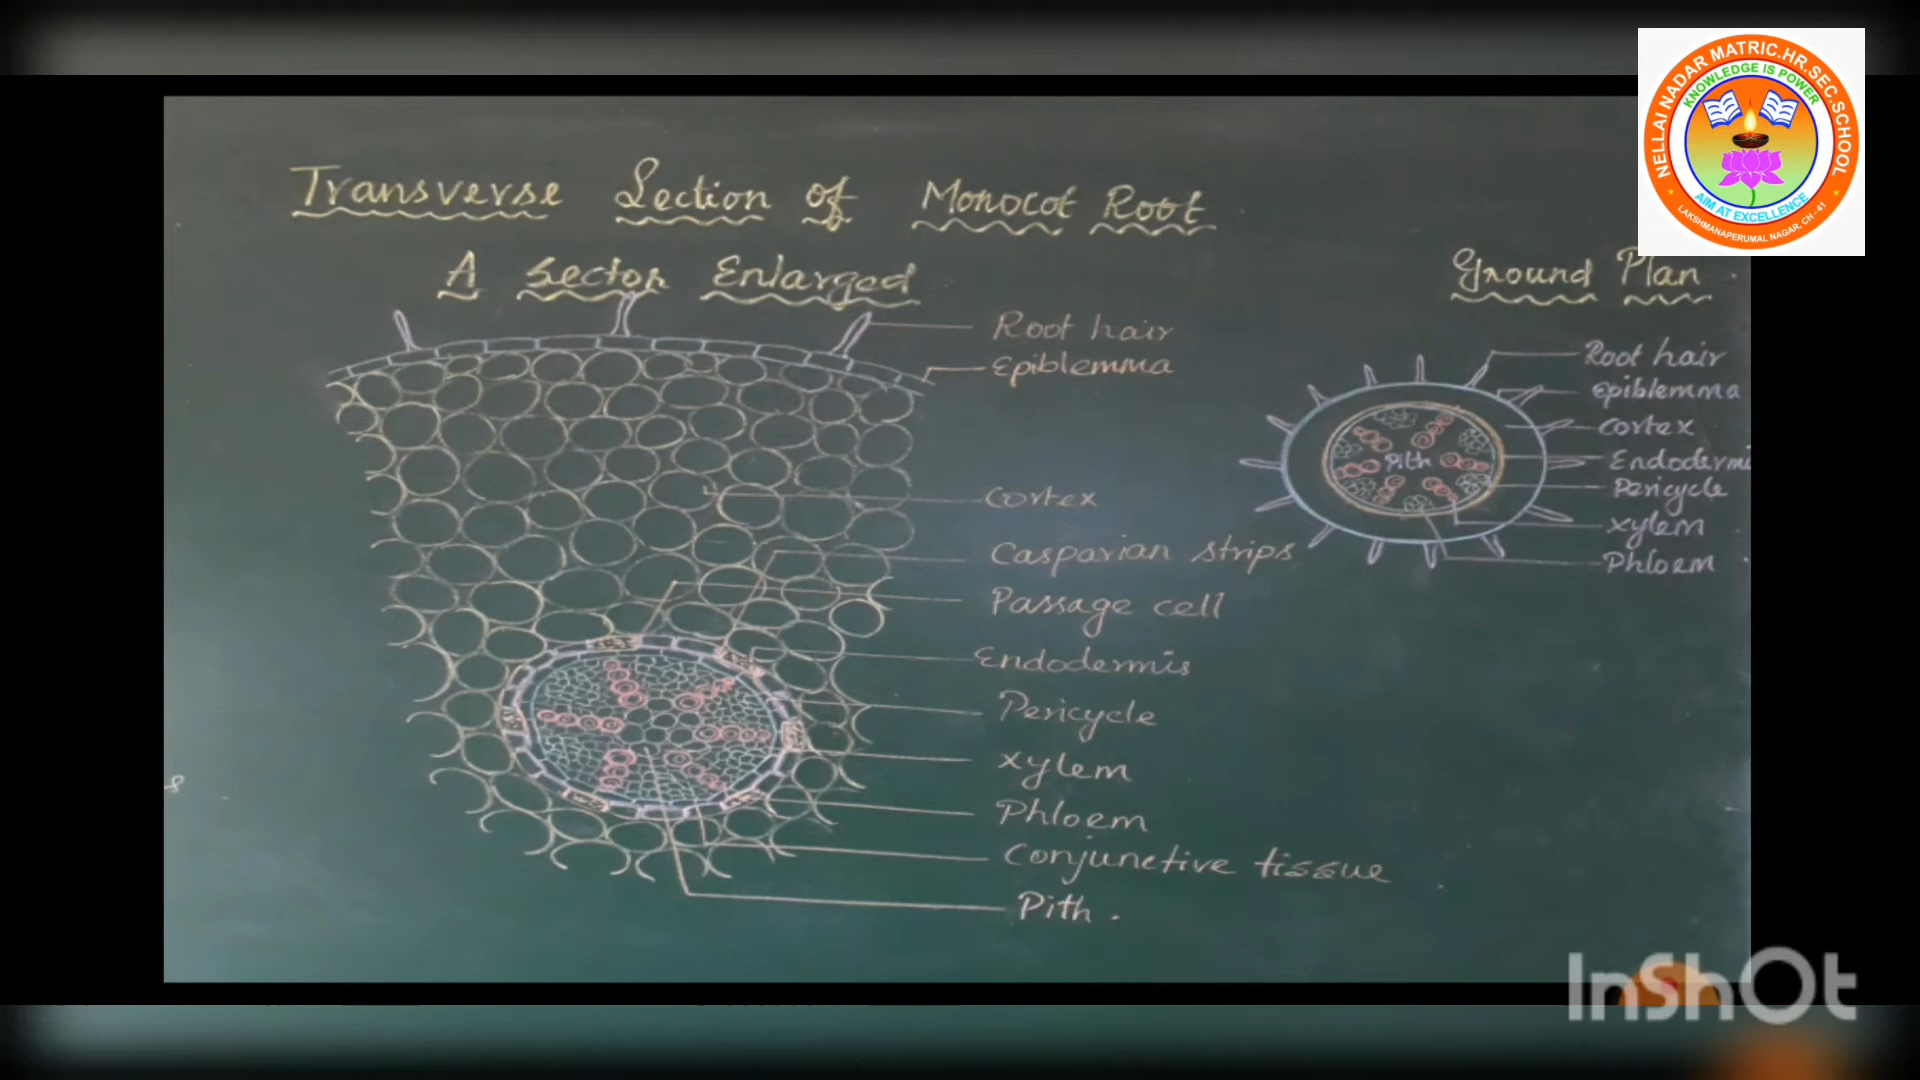 Transverse Section of Monocot Root
A Sector Enlarged
Root hair
Epiblemma
Cortex
Casparian strips
Passage cell
Endodermis
Pericycle
xylem
Phloem
Conjunctive tissue
Pith.
Ground Plan
Root hair
epiblemma
Cortex
Endodermi
Pericycle
xylem
Phloem
Pith
8
NELLAI NADAR MATRIC.HR.SEC.SCHOOL
KNOWLEDGE IS POWER
AIM AT EXCELLENCE
LAKSHMANAPERUMAL NAGAR, CH - 41
InShOt